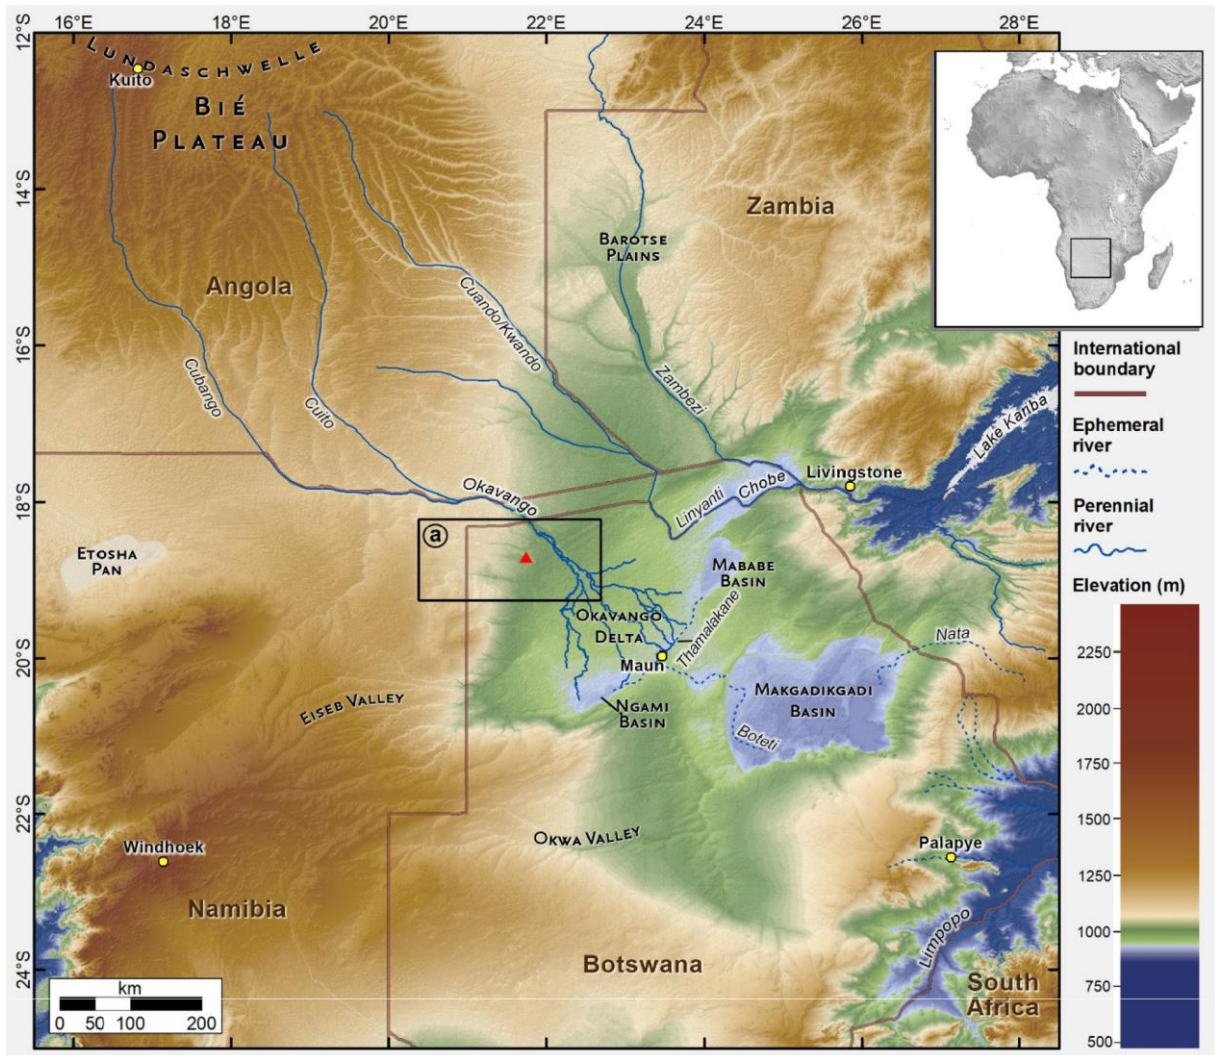 16°E 18°E 20°E 22°E 24°E 26°E 28°E
12°S
14°S
16°S
18°S
20°S
22°S
24°S
LUNDASCHWELLE
Kuito
BIÉ
PLATEAU
Angola
Zambia
BAROTSE
PLAINS
Cuando/Kwando
Zambezi
Cubango
Cuito
Okavango
Linyanti
Chobe
Livingstone
Lake Kariba
ETOSHA
PAN
a
MABABE
BASIN
OKAVANGO
DELTA
Thamalakane
Maun
Nata
MAKGADIKGADI
BASIN
NGAMI
BASIN
Boteti
EISEB VALLEY
OKWA VALLEY
Windhoek
Palapye
Namibia
Botswana
Limpopo
South
Africa
km
0 50 100 200
International
boundary
Ephemeral
river
Perennial
river
Elevation (m)
2250
2000
1750
1500
1250
1000
750
500